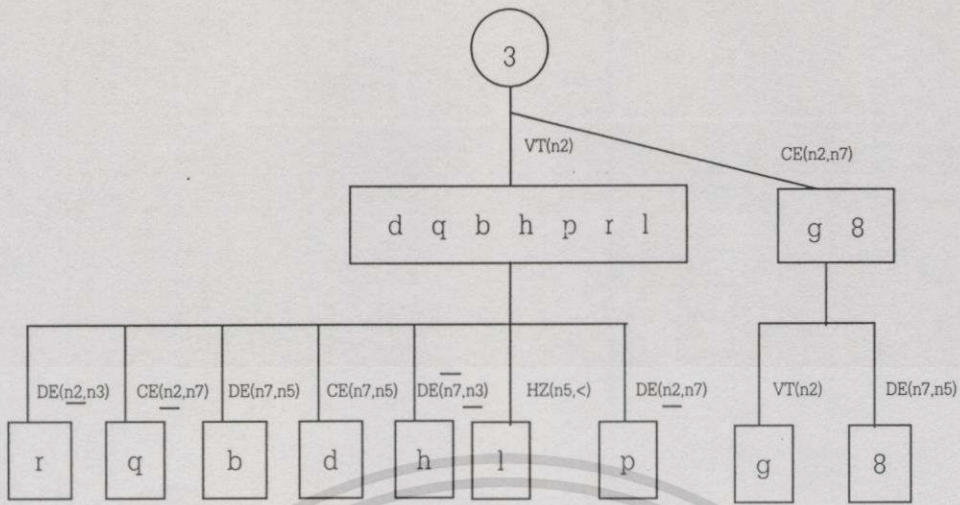 3
VT(n2)
CE(n2,n7)
d q b h p r l
g 8
DE(n2,n3)
CE(n2,n7)
DE(n7,n5)
CE(n7,n5)
DE(n7,n3)
HZ(n5,<)
DE(n2,n7)
VT(n2)
DE(n7,n5)
r
q
b
d
h
l
p
g
8